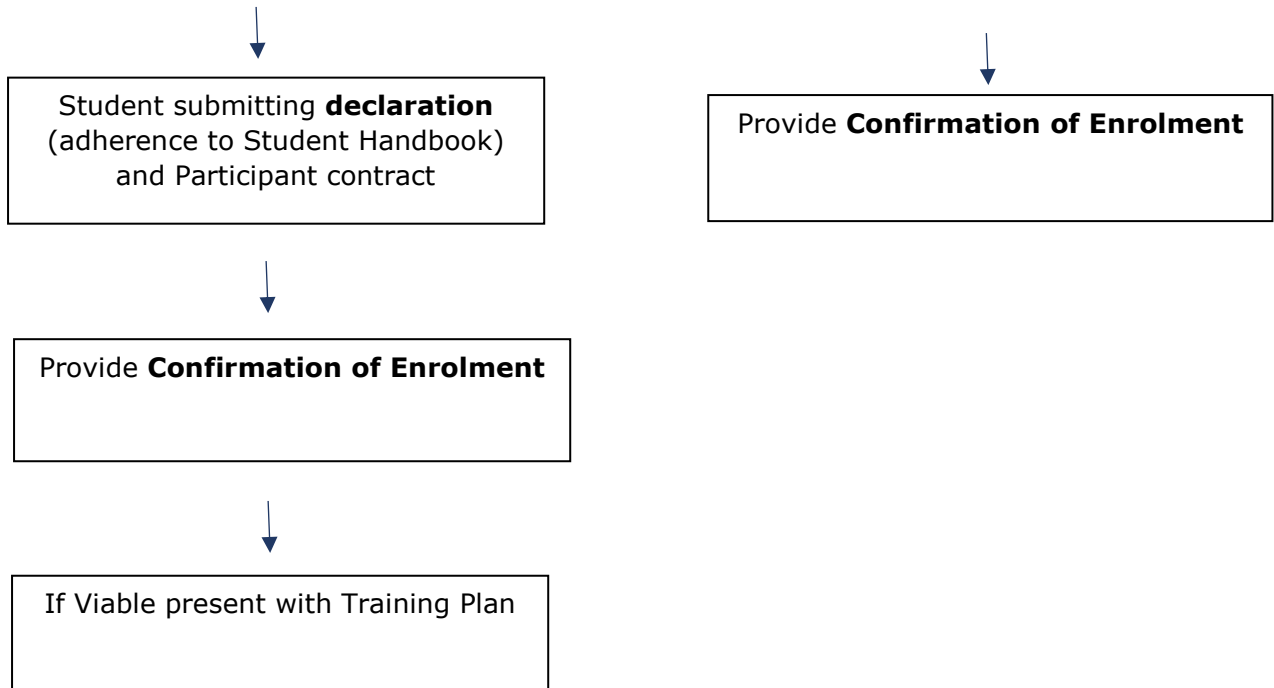 Student submitting declaration
(adherence to Student Handbook)
and Participant contract
Provide Confirmation of Enrolment
Provide Confirmation of Enrolment
If Viable present with Training Plan